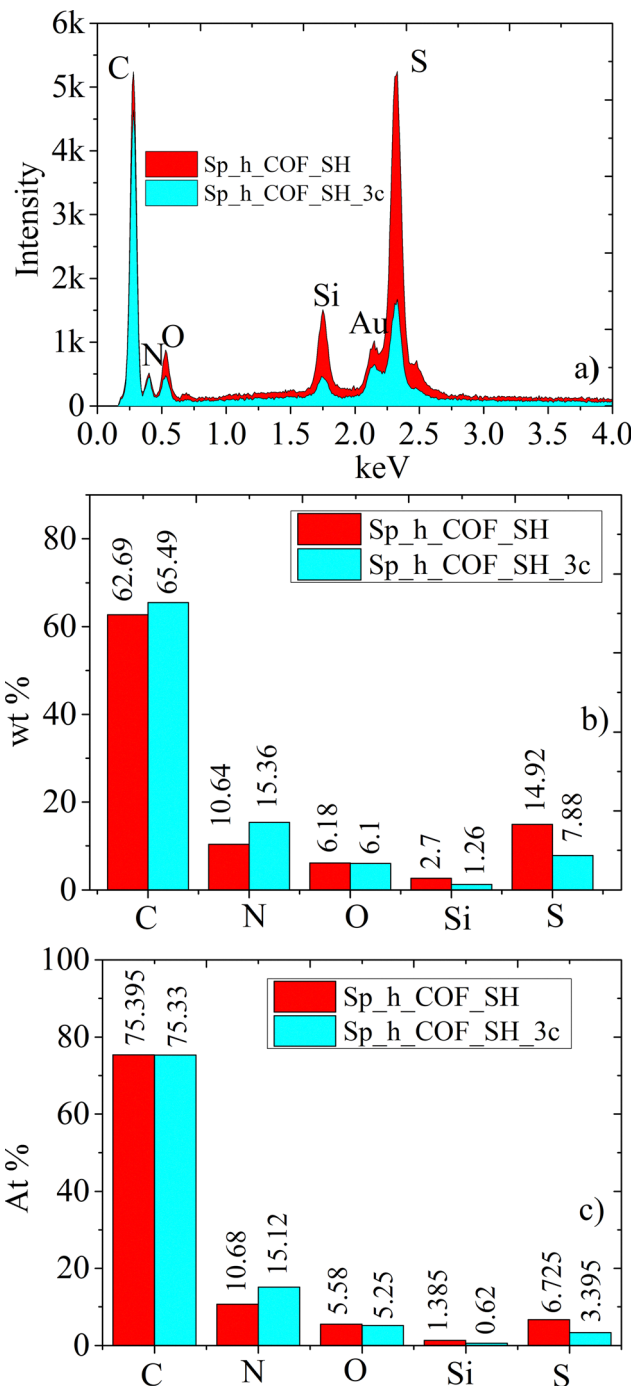 6k
5k
4k
3k
2k
1k
0
Intensity
C
S
Sp_h_COF_SH
Sp_h_COF_SH_3c
Si
Au
N
O
a)
0.0 0.5 1.0 1.5 2.0 2.5 3.0 3.5 4.0
keV
80
60
40
20
0
wt %
Sp_h_COF_SH
Sp_h_COF_SH_3c
62.69 65.49
10.64 15.36
6.18 6.1
2.7 1.26
14.92 7.88
b)
C N O Si S
100
80
60
40
20
0
At %
Sp_h_COF_SH
Sp_h_COF_SH_3c
75.395 75.33
10.68 15.12
5.58 5.25
1.385 0.62
6.725 3.395
c)
C N O Si S